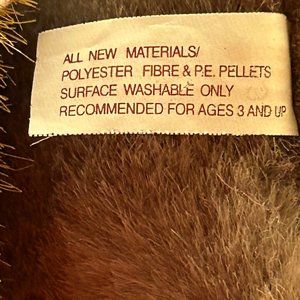 ALL NEW MATERIALS/
POLYESTER FIBRE & P.E. PELLETS
SURFACE WASHABLE ONLY
RECOMMENDED FOR AGES 3 AND UP